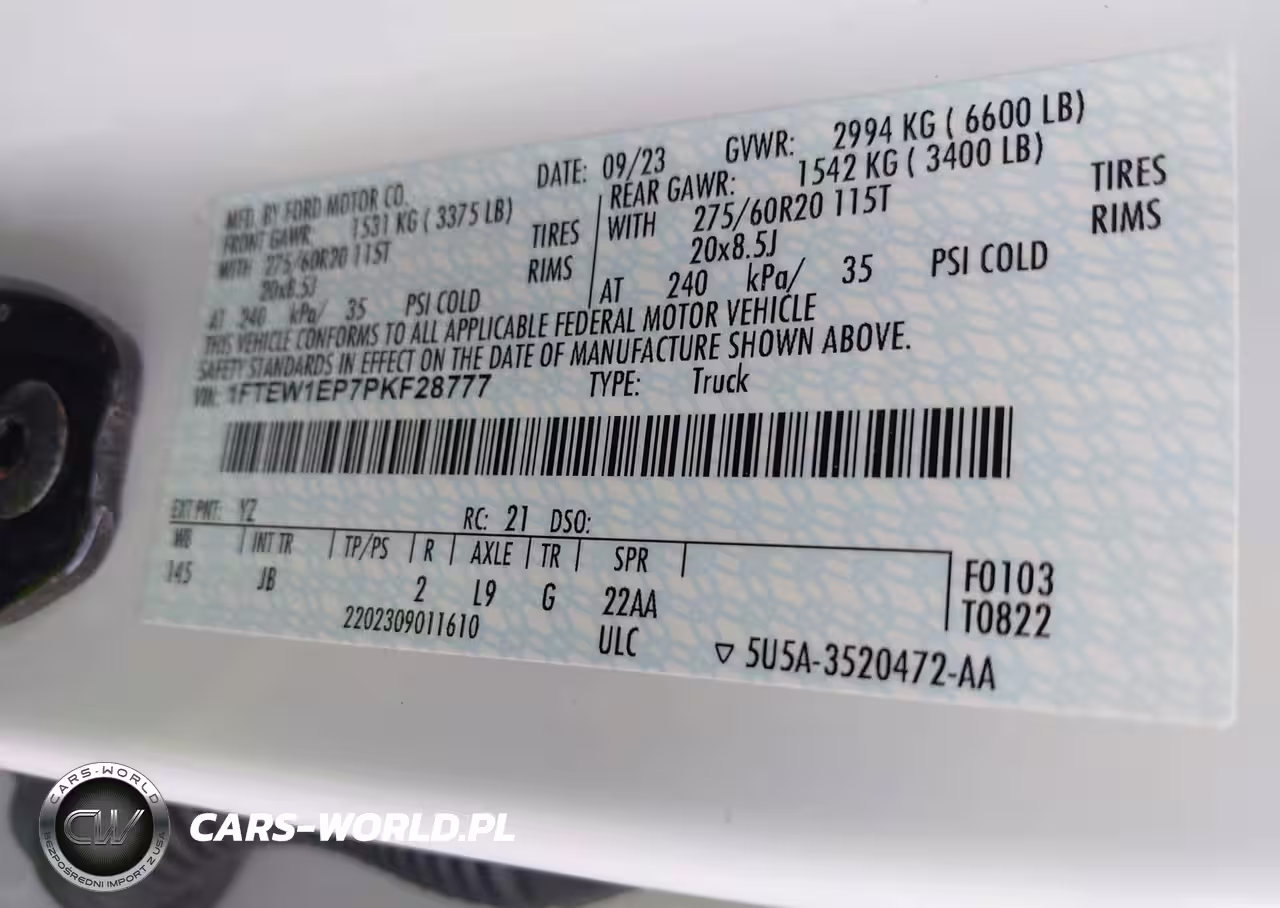 MFD. BY FORD MOTOR CO. DATE: 09/23 GVWR: 2994 KG ( 6600 LB)
FRONT GAWR: 1531 KG ( 3375 LB) REAR GAWR: 1542 KG ( 3400 LB)
WITH 275/60R20 115T TIRES WITH 275/60R20 115T TIRES
20x8.5J RIMS 20x8.5J RIMS
AT 240 kPa/ 35 PSI COLD AT 240 kPa/ 35 PSI COLD
THIS VEHICLE CONFORMS TO ALL APPLICABLE FEDERAL MOTOR VEHICLE
SAFETY STANDARDS IN EFFECT ON THE DATE OF MANUFACTURE SHOWN ABOVE.
VIN: 1FTEW1EP7PKF28777 TYPE: Truck
EXT PNT: YZ RC: 21 DSO:
WB INT TR TP/PS R AXLE TR SPR F0103
145 JB 2 L9 G 22AA T0822
2202309011610 ULC ▽ 5U5A-3520472-AA
CARS-WORLD
CW
BEZPOŚREDNI IMPORT Z USA
CARS-WORLD.PL